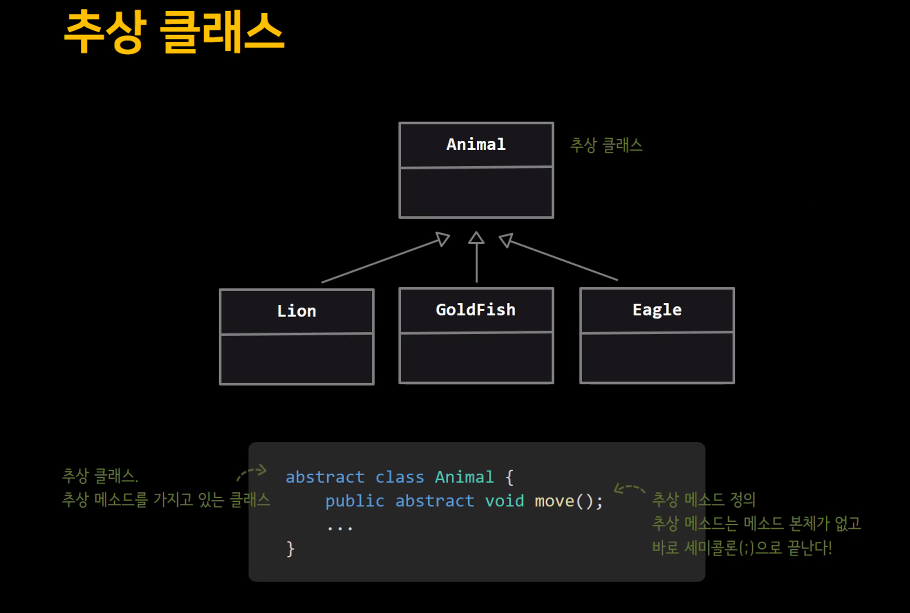 추상 클래스
Animal
추상 클래스
Lion
GoldFish
Eagle
추상 클래스.
추상 메소드를 가지고 있는 클래스
abstract class Animal {
public abstract void move();
...
}
추상 메소드 정의
추상 메소드는 메소드 본체가 없고
바로 세미콜론(;)으로 끝난다!